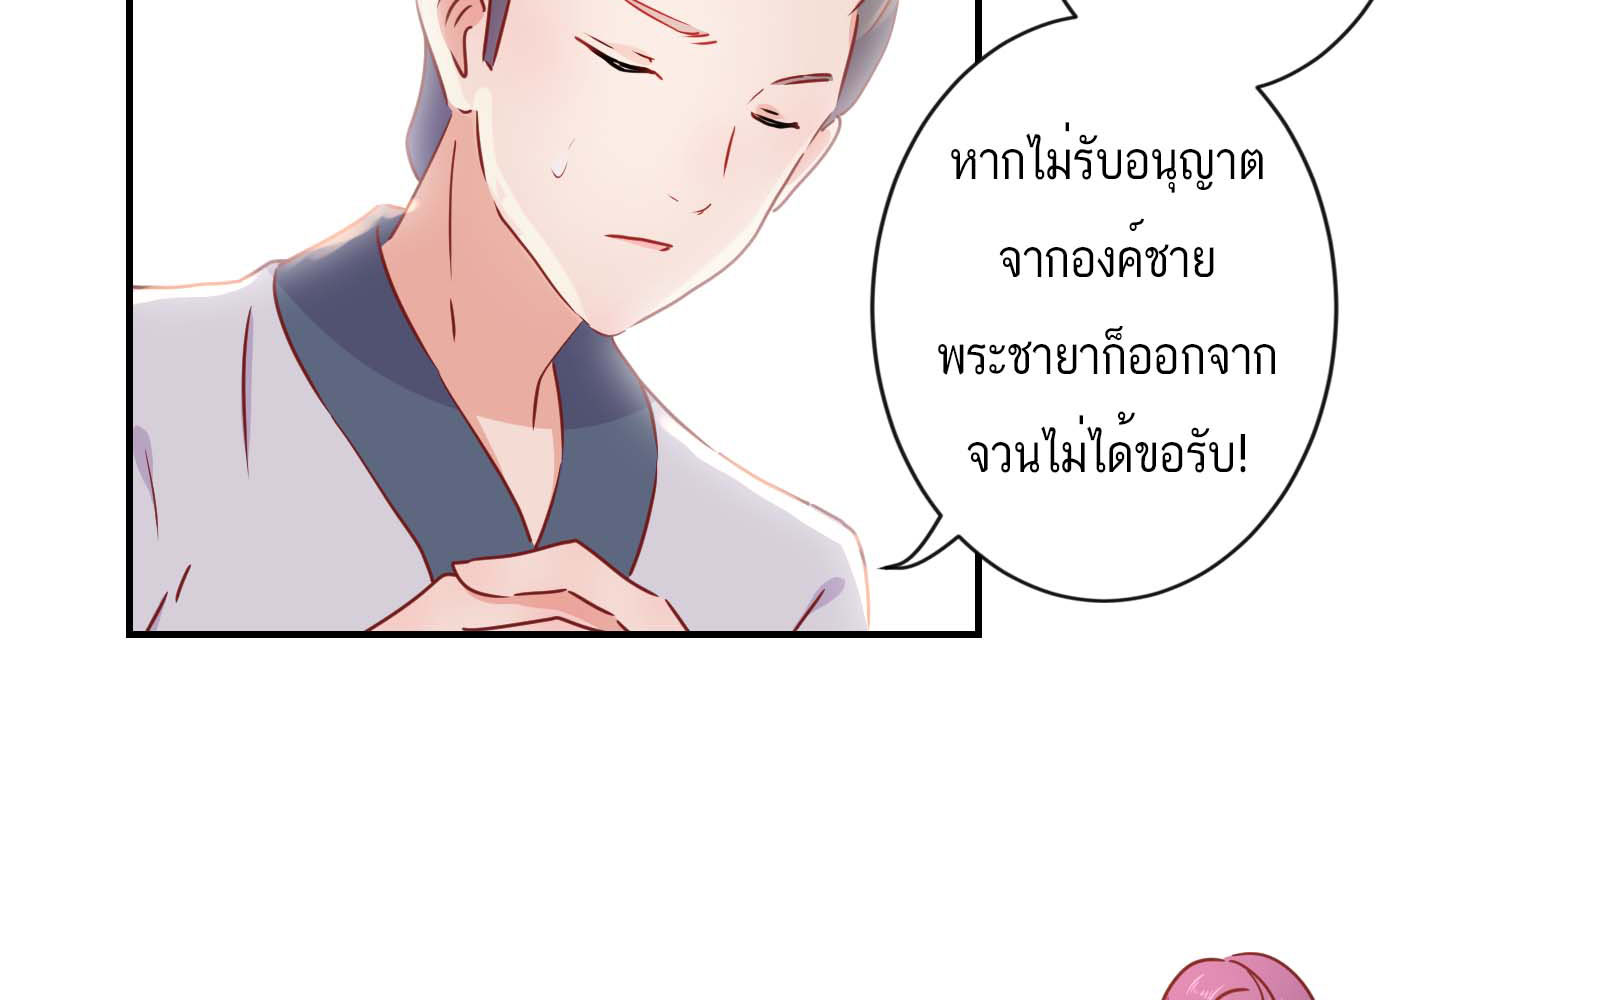 หากไม่รับอนุญาต
จากองค์ชาย
พระชายาก็ออกจาก
จวนไม่ได้ขอรับ!